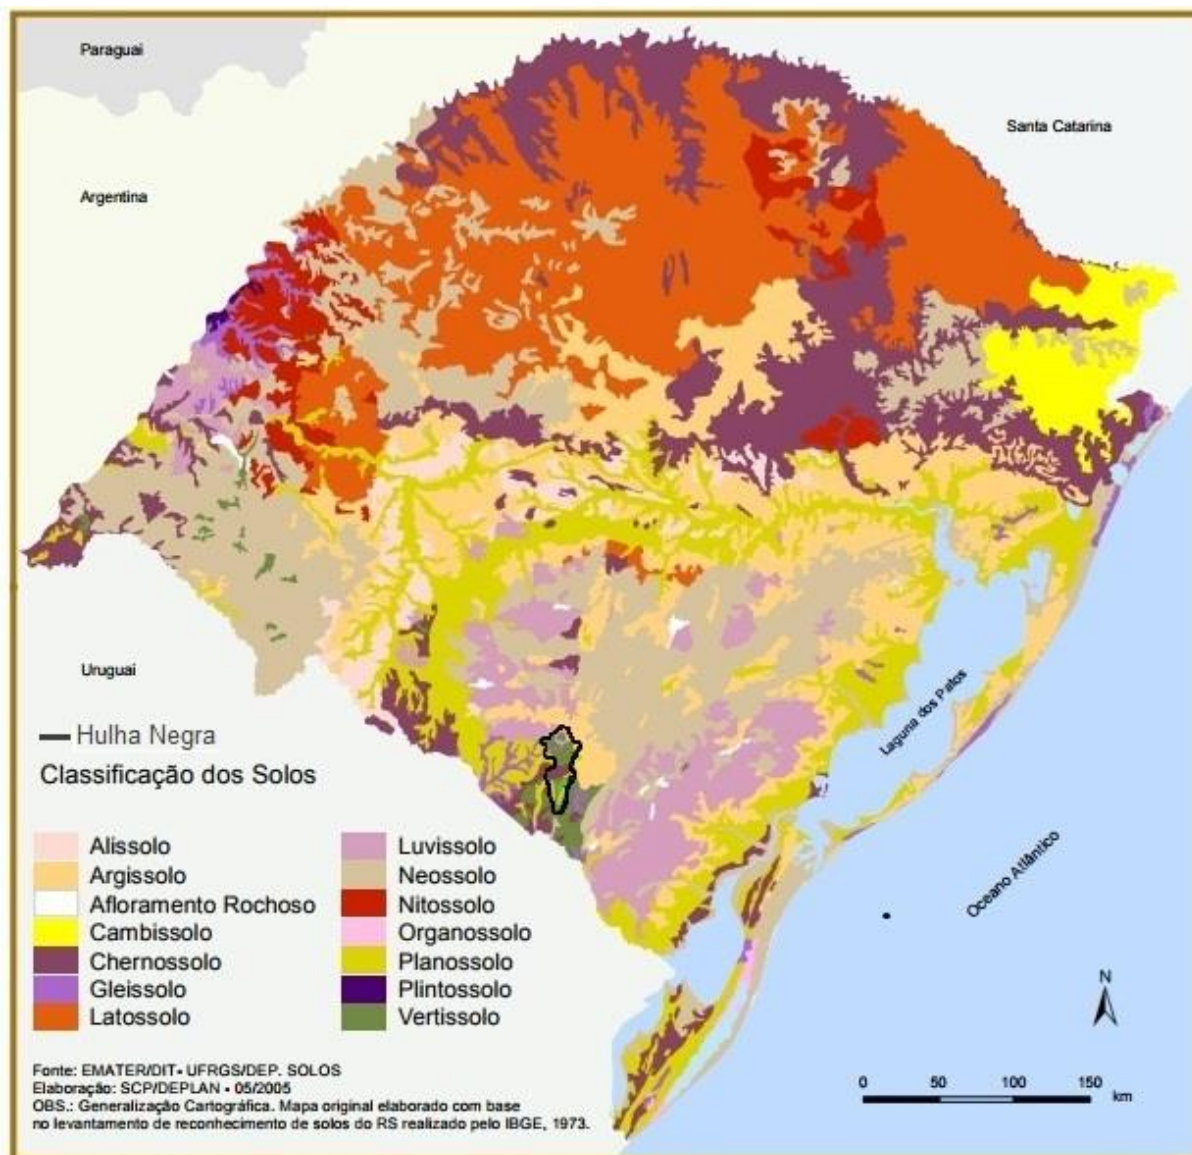 Paraguai
Santa Catarina
Argentina
Uruguai
Laguna dos Patos
Oceano Atlântico
Hulha Negra
Classificação dos Solos
Alissolo
Argissolo
Afloramento Rochoso
Cambissolo
Chernossolo
Gleissolo
Latossolo
Luvissolo
Neossolo
Nitossolo
Organossolo
Planossolo
Plintossolo
Vertissolo
N
0 50 100 150
km
Fonte: EMATER/DIT- UFRGS/DEP. SOLOS
Elaboração: SCP/DEPLAN - 05/2005
OBS.: Generalização Cartográfica. Mapa original elaborado com base
no levantamento de reconhecimento de solos do RS realizado pelo IBGE, 1973.